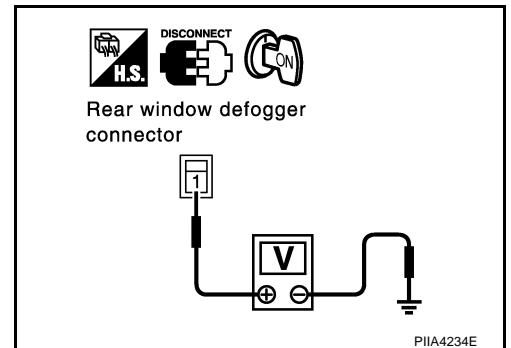 DISCONNECT
H.S.
ON
Rear window defogger
connector
1
V
+ -
PIIA4234E